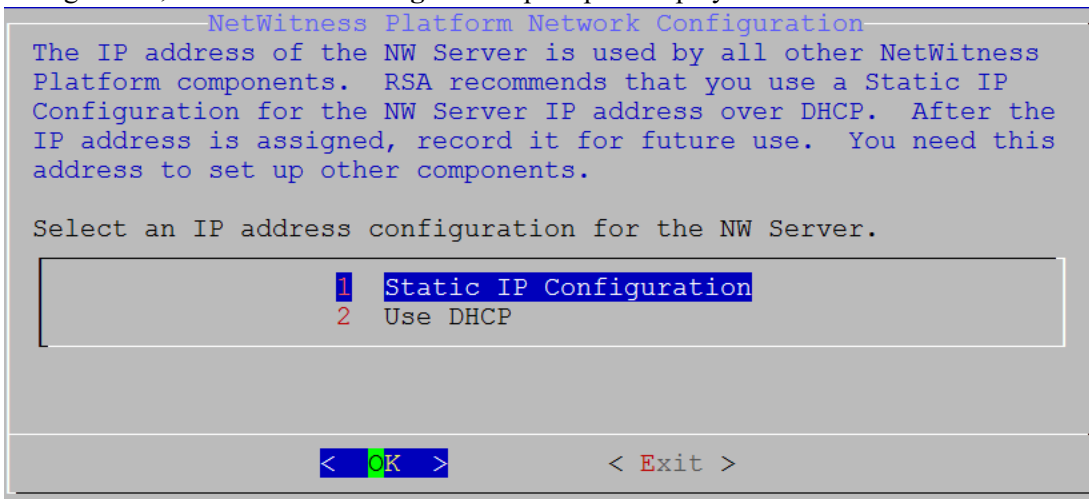 NetWitness Platform Network Configuration
The IP address of the NW Server is used by all other NetWitness
Platform components.  RSA recommends that you use a Static IP
Configuration for the NW Server IP address over DHCP.  After the
IP address is assigned, record it for future use.  You need this
address to set up other components.
Select an IP address configuration for the NW Server.
1  Static IP Configuration
2  Use DHCP
<  OK  > < Exit >